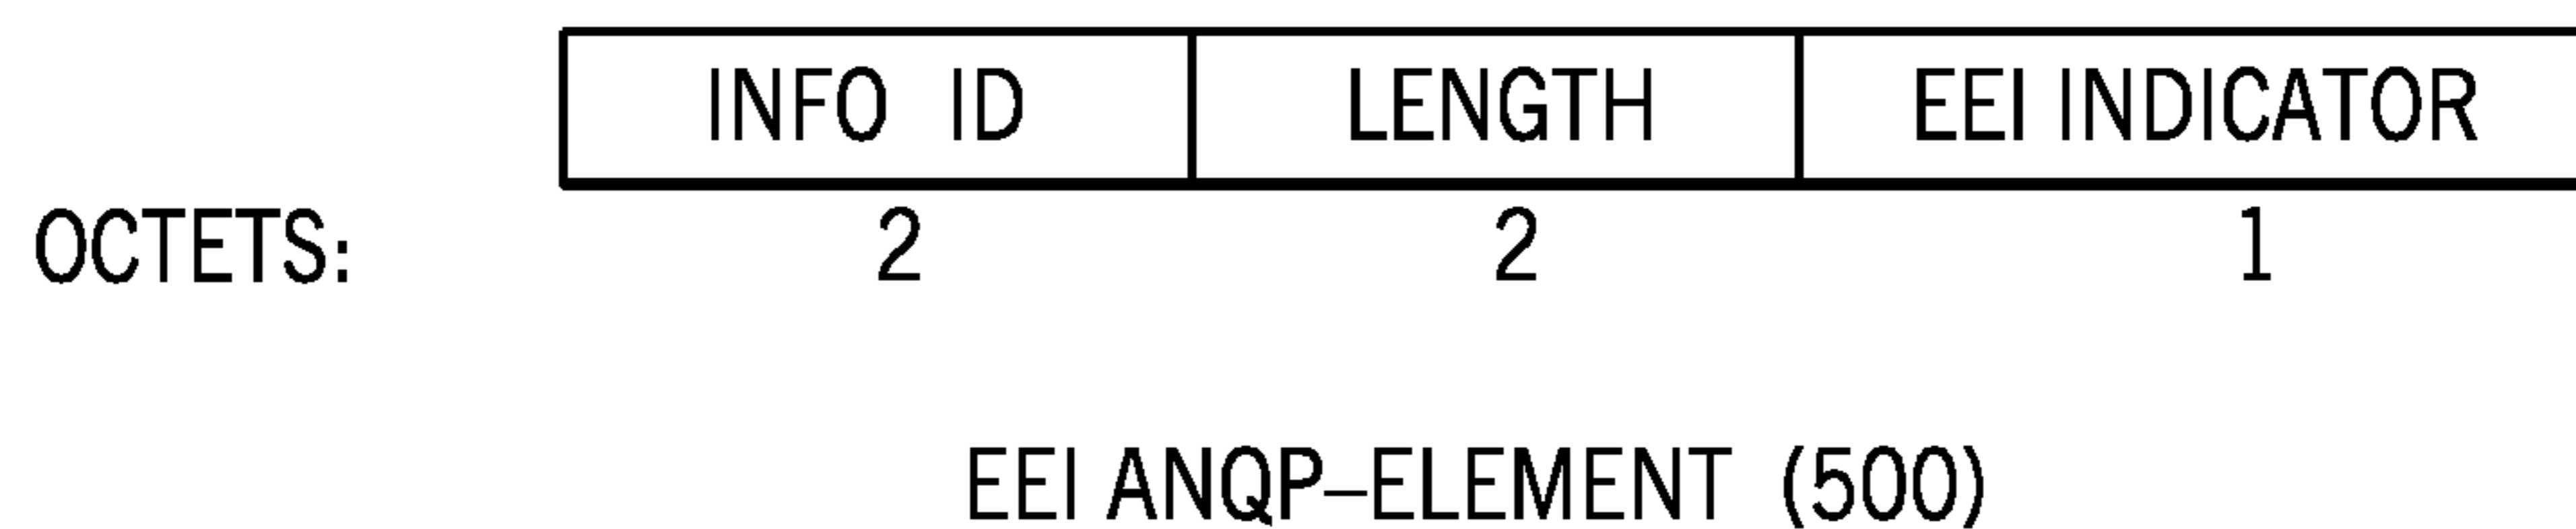 INFO ID LENGTH EEI INDICATOR
OCTETS: 2 2 1
EEI ANQP–ELEMENT (500)